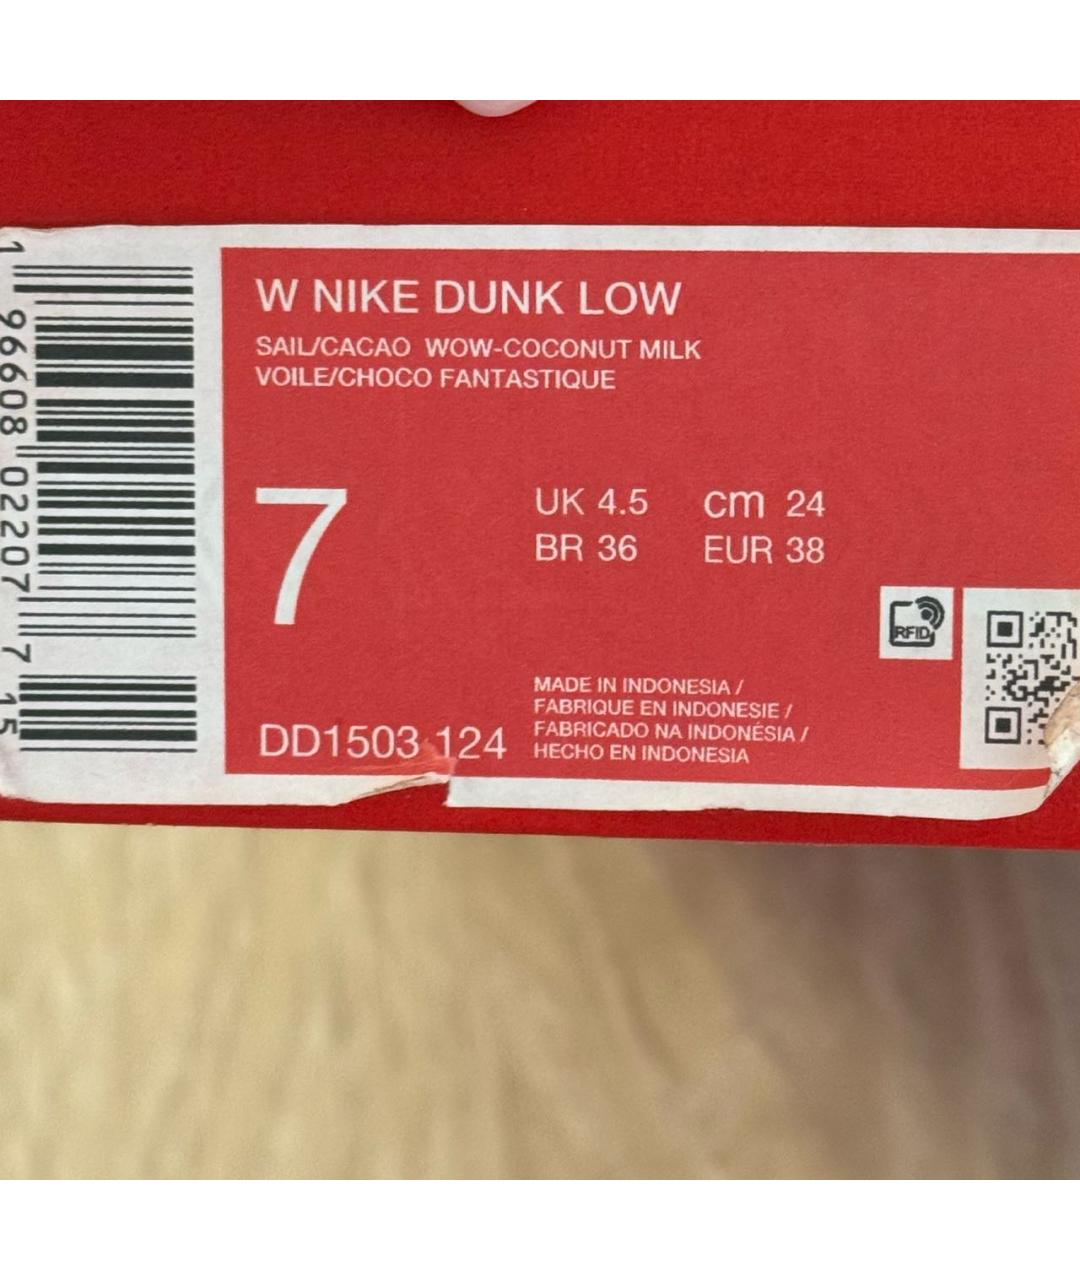 W NIKE DUNK LOW
SAIL/CACAO WOW-COCONUT MILK
VOILE/CHOCO FANTASTIQUE
7
UK 4.5 cm 24
BR 36 EUR 38
RFID
DD1503 124
MADE IN INDONESIA /
FABRIQUE EN INDONESIE /
FABRICADO NA INDONÉSIA /
HECHO EN INDONESIA
1 96608 02207 7 15